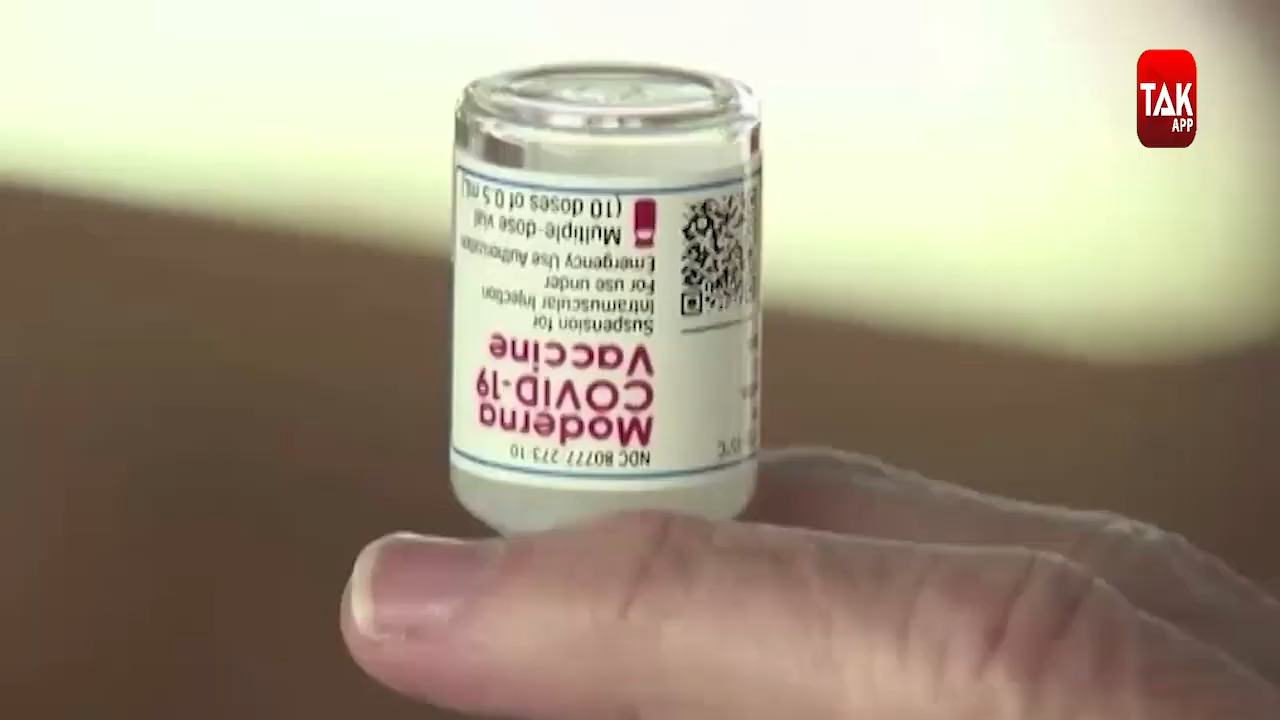 TAK
APP
NDC 80777-273-10
Moderna
COVID-19
Vaccine
Suspension for
Intramuscular Injection
For use under
Emergency Use Authorization
Multiple-dose vial
(10 doses of 0.5 mL)